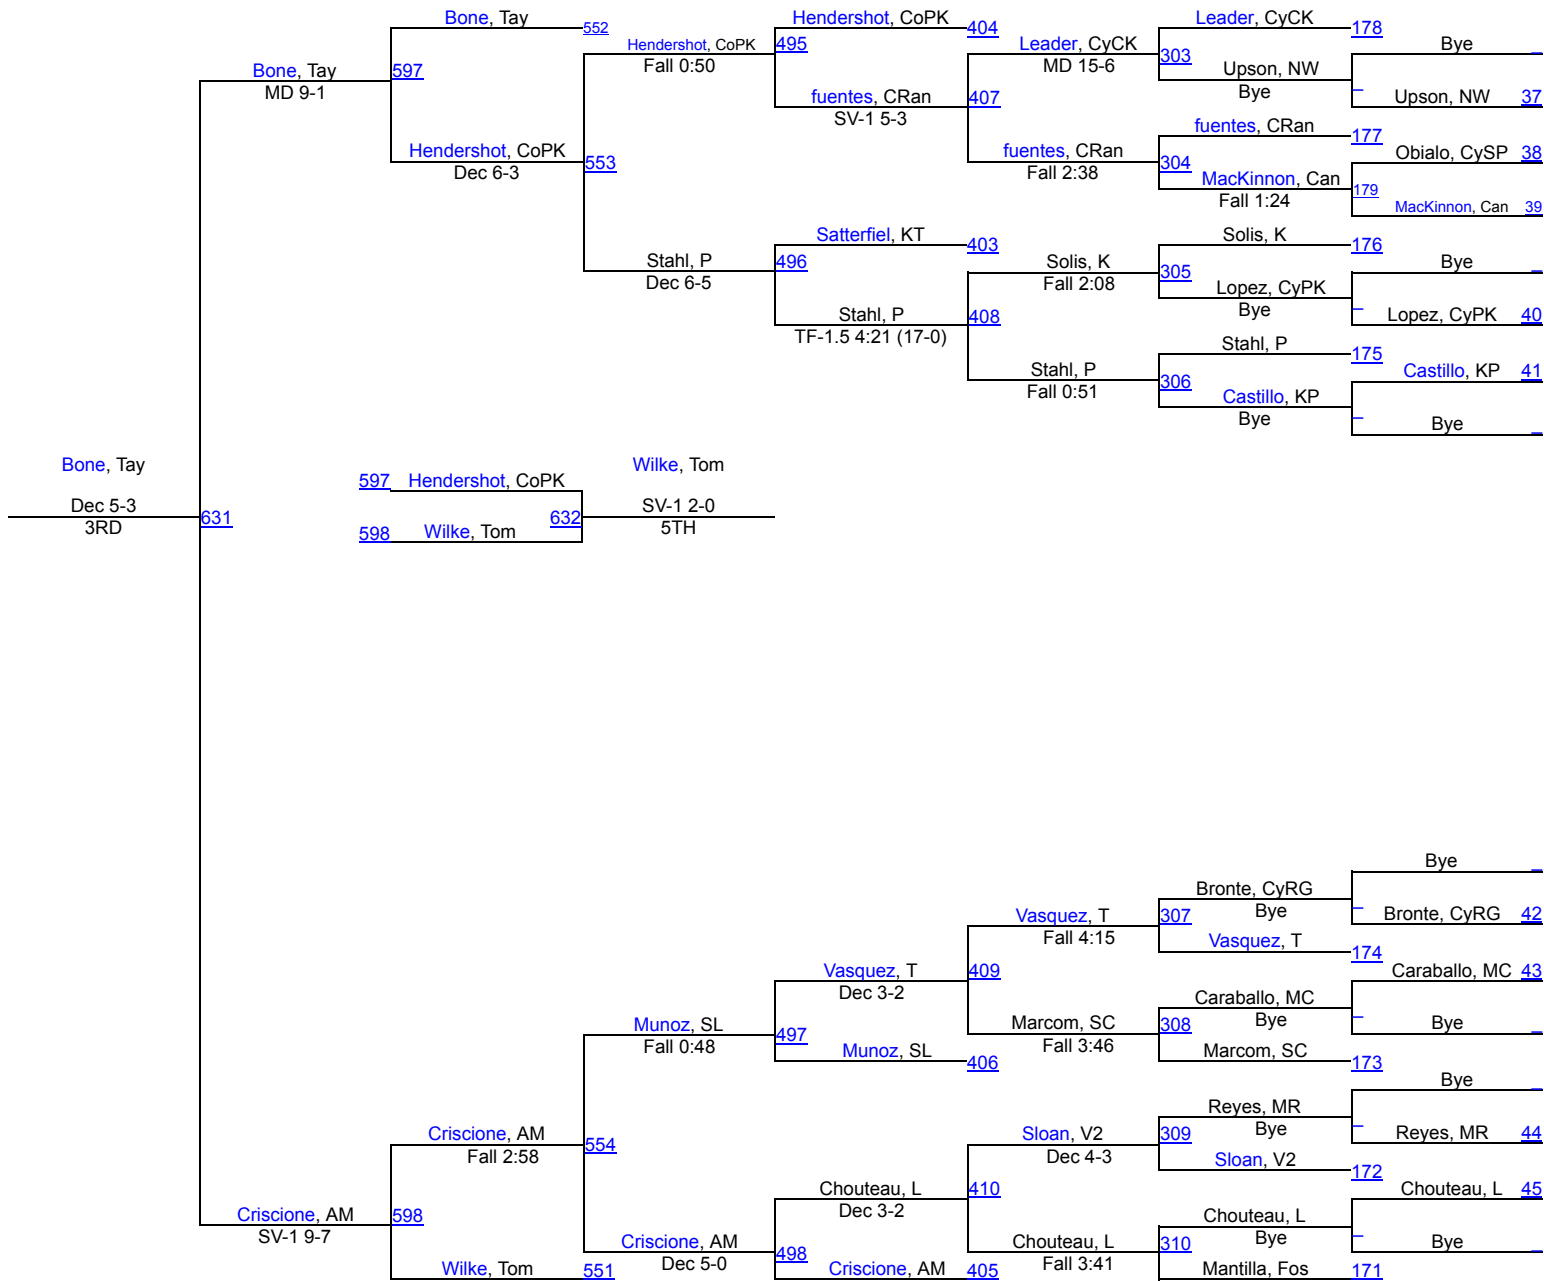 Bone, Tay
552
Hendershot, CoPK
404
Leader, CyCK
178
Hendershot, CoPK
495
Fall 0:50
Leader, CyCK
MD 15-6
303
Bye
_
Upson, NW
Bye
_
Upson, NW 37
Bone, Tay
MD 9-1
597
fuentes, CRan
SV-1 5-3
407
fuentes, CRan
177
Obialo, CySP 38
Hendershot, CoPK
Dec 6-3
553
fuentes, CRan
Fall 2:38
304
MacKinnon, Can
Fall 1:24
179
MacKinnon, Can 39
Satterfiel, KT
403
Solis, K
176
Stahl, P
Dec 6-5
496
Solis, K
Fall 2:08
305
Bye
_
Lopez, CyPK
Bye
_
Lopez, CyPK 40
Stahl, P
TF-1.5 4:21 (17-0)
408
Stahl, P
175
Stahl, P
Fall 0:51
306
Castillo, KP 41
Castillo, KP
Bye
_
Bye
_
Bone, Tay
Dec 5-3
3RD
631
597 Hendershot, CoPK
598 Wilke, Tom
632
Wilke, Tom
SV-1 2-0
5TH
Bye
_
Bronte, CyRG
Bye
307
_
Bronte, CyRG 42
Vasquez, T
Fall 4:15
Vasquez, T
174
Vasquez, T
Dec 3-2
409
Caraballo, MC 43
Caraballo, MC
Bye
308
_
Bye
_
Munoz, SL
Fall 0:48
497
Marcom, SC
Fall 3:46
Munoz, SL
406
Marcom, SC
173
Bye
_
Reyes, MR
Bye
309
_
Reyes, MR 44
Criscione, AM
Fall 2:58
554
Sloan, V2
Dec 4-3
Sloan, V2
172
Chouteau, L
Dec 3-2
410
Chouteau, L 45
Criscione, AM
SV-1 9-7
598
Chouteau, L
Bye
310
_
Bye
_
Criscione, AM
Dec 5-0
498
Chouteau, L
Fall 3:41
Wilke, Tom
551
Criscione, AM
405
Mantilla, Fos
171